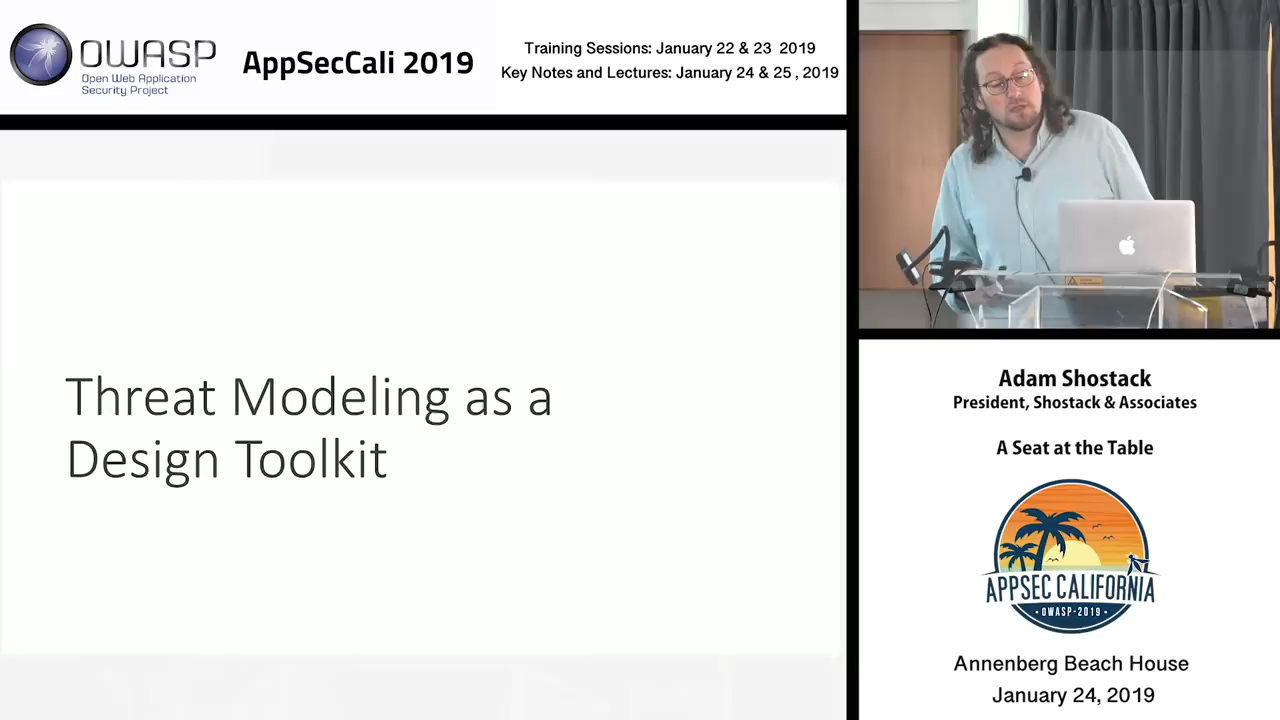 OWASP
Open Web Application
Security Project
AppSecCali 2019
Training Sessions: January 22 & 23 2019
Key Notes and Lectures: January 24 & 25 , 2019
Threat Modeling as a
Design Toolkit
Adam Shostack
President, Shostack & Associates
A Seat at the Table
APPSEC CALIFORNIA
• OWASP-2019 •
Annenberg Beach House
January 24, 2019